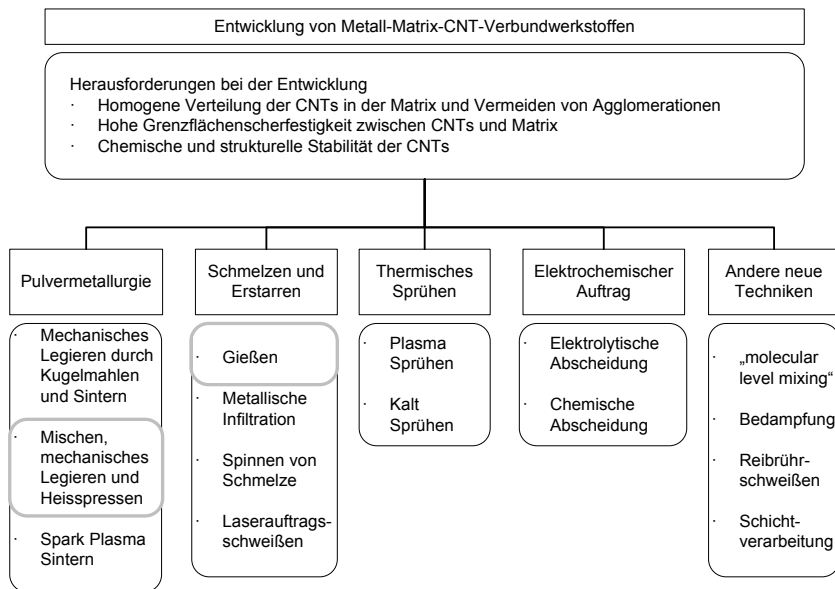 Entwicklung von Metall-Matrix-CNT-Verbundwerkstoffen
Herausforderungen bei der Entwicklung
· Homogene Verteilung der CNTs in der Matrix und Vermeiden von Agglomerationen
· Hohe Grenzflächenscherfestigkeit zwischen CNTs und Matrix
· Chemische und strukturelle Stabilität der CNTs
Pulvermetallurgie
· Mechanisches
Legieren durch
Kugelmahlen
und Sintern
· Mischen,
mechanisches
Legieren und
Heisspressen
· Spark Plasma
Sintern
Schmelzen und
Erstarren
· Gießen
· Metallische
Infiltration
· Spinnen von
Schmelze
· Laserauftrags-
schweißen
Thermisches
Sprühen
· Plasma
Sprühen
· Kalt
Sprühen
Elektrochemischer
Auftrag
· Elektrolytische
Abscheidung
· Chemische
Abscheidung
Andere neue
Techniken
· „molecular
level mixing“
· Bedampfung
· Reibrühr-
schweißen
· Schicht-
verarbeitung